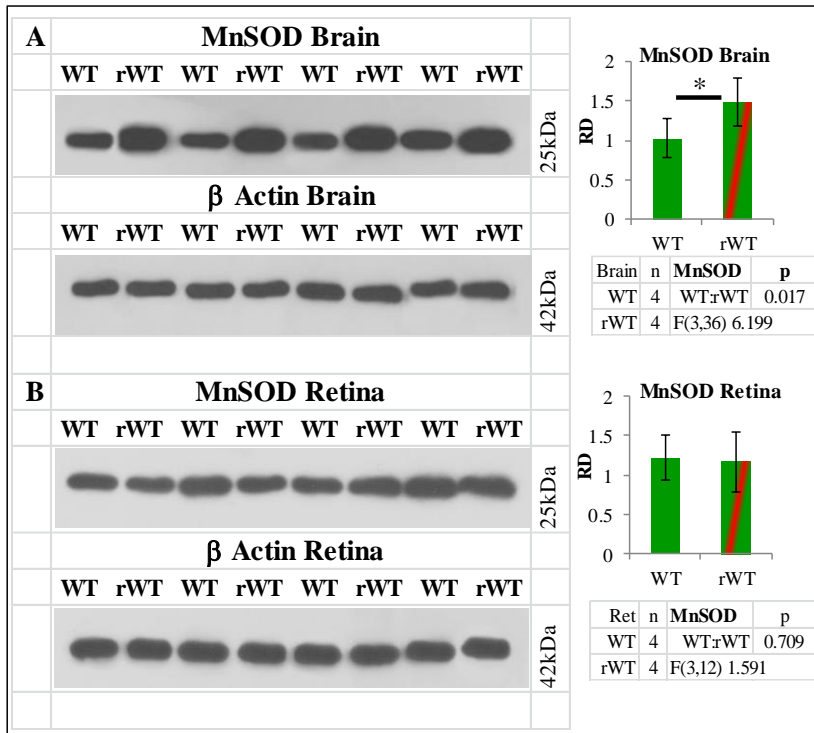 A MnSOD Brain
WT rWT WT rWT WT rWT WT rWT
25kDa
β Actin Brain
WT rWT WT rWT WT rWT WT rWT
42kDa
MnSOD Brain
2
1.5
1
0.5
0
RD
*
WT rWT
Brain n MnSOD p
WT 4 WT:rWT 0.017
rWT 4 F(3,36) 6.199
B MnSOD Retina
WT rWT WT rWT WT rWT WT rWT
25kDa
β Actin Retina
WT rWT WT rWT WT rWT WT rWT
42kDa
MnSOD Retina
2
1.5
1
0.5
0
RD
WT rWT
Ret n MnSOD p
WT 4 WT:rWT 0.709
rWT 4 F(3,12) 1.591